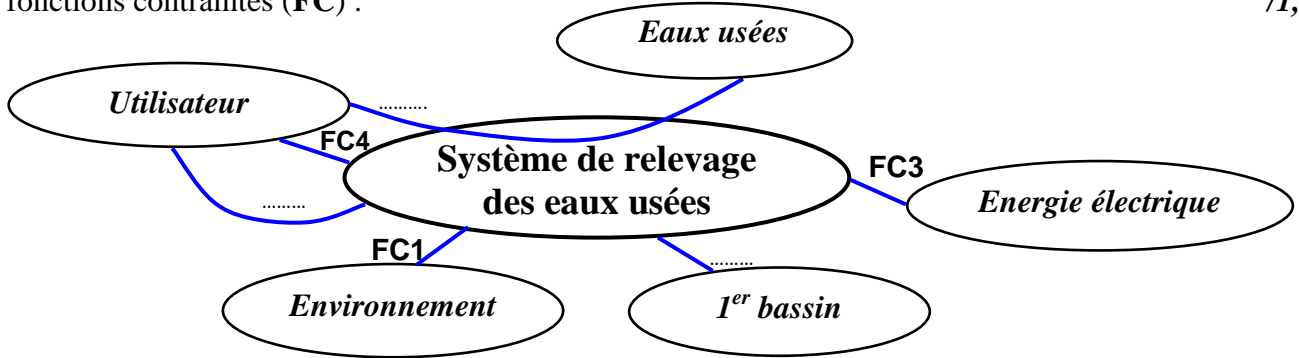 fonctions contraintes (FC) : /1,
Eaux usées
Utilisateur
..........
FC4
Système de relevage
des eaux usées
FC3
Energie électrique
.........
FC1
.........
Environnement
1er bassin